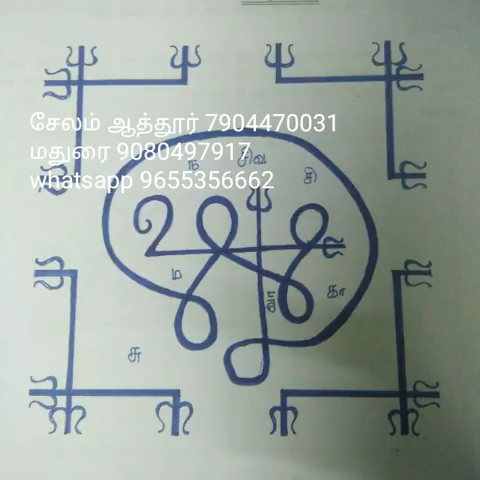 சேலம் ஆத்தூர் 7904470031
மதுரை 9080497917
whatsapp 9655356662
ந
சிவ
சி
ம
வா
கா
சு